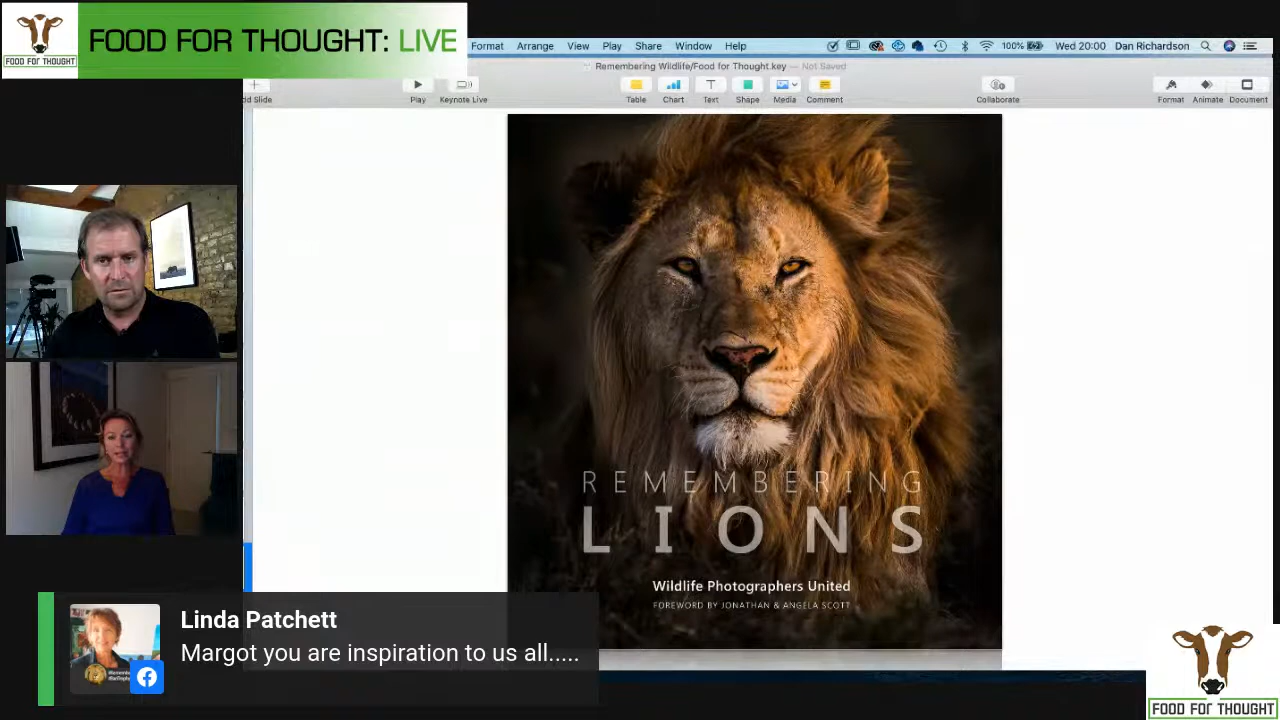 FOOD FOR THOUGHT: LIVE
FOOD FOR THOUGHT
Format Arrange View Play Share Window Help 100% Wed 20:00 Dan Richardson
Remembering Wildlife/Food for Thought.key — Not Saved
dd Slide Play Keynote Live Table Chart Text Shape Media Comment Collaborate Format Animate Document
REMEMBERING
LIONS
Wildlife Photographers United
FOREWORD BY JONATHAN & ANGELA SCOTT
Linda Patchett
Margot you are inspiration to us all.....
FOOD FOR THOUGHT